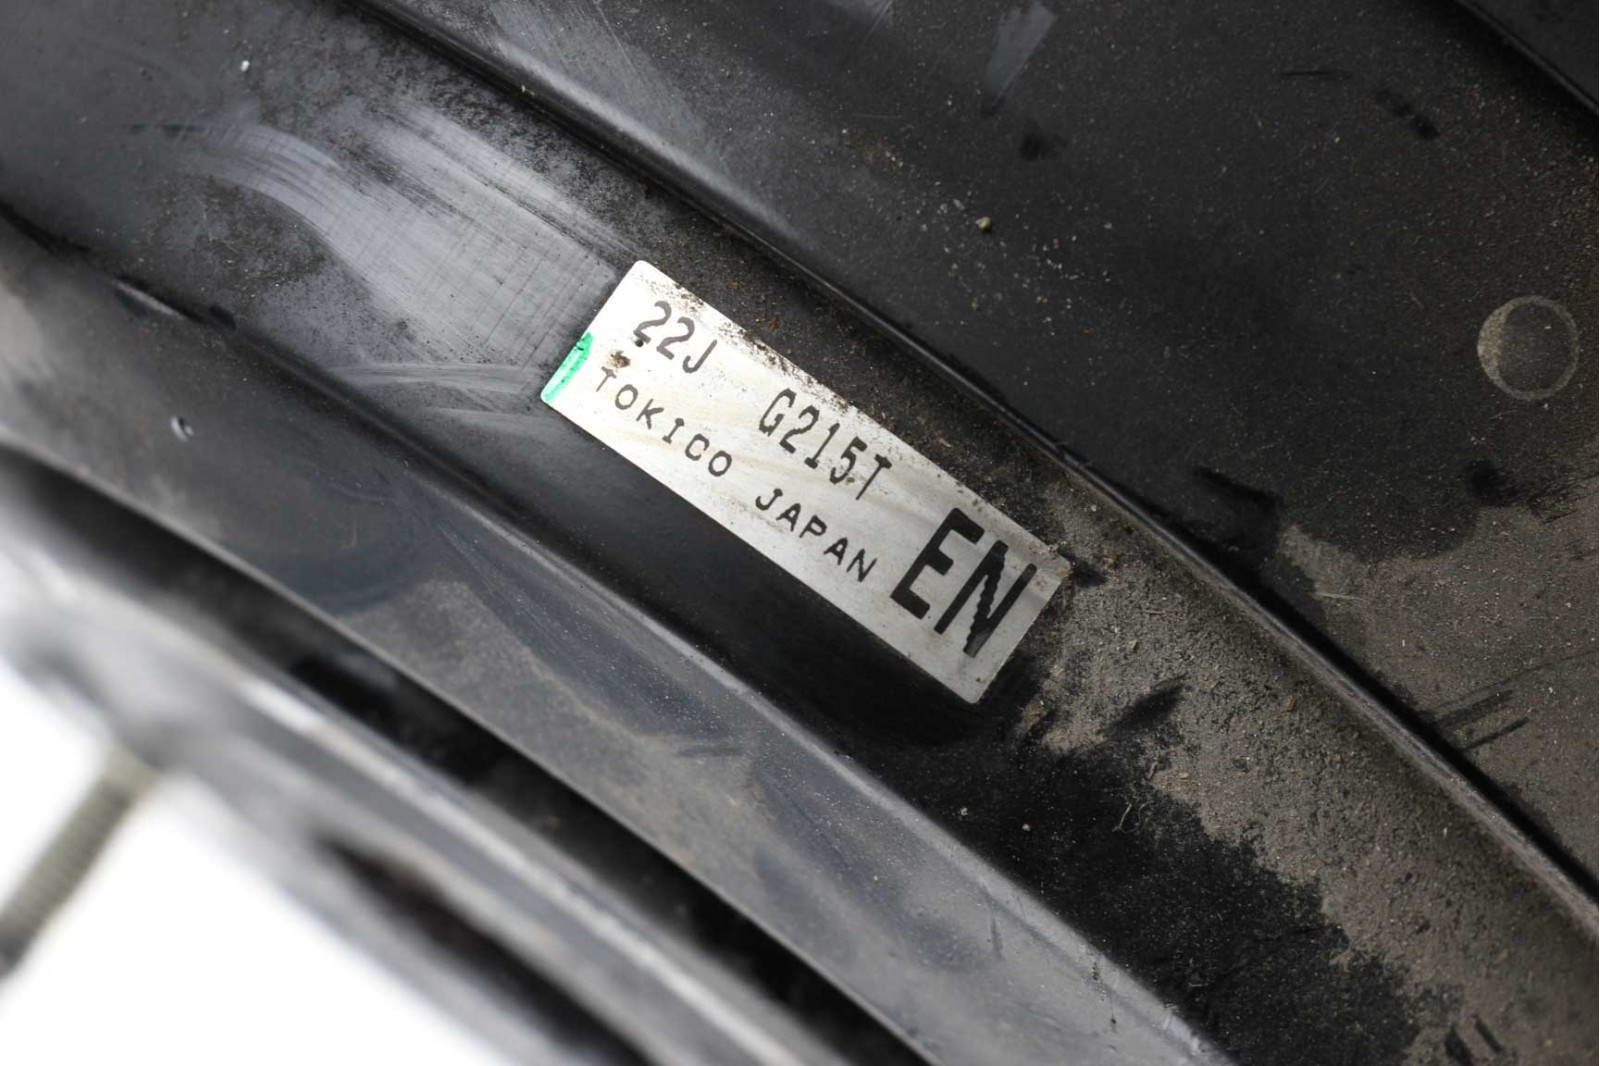 22J G215T
TOKICO JAPAN
EN